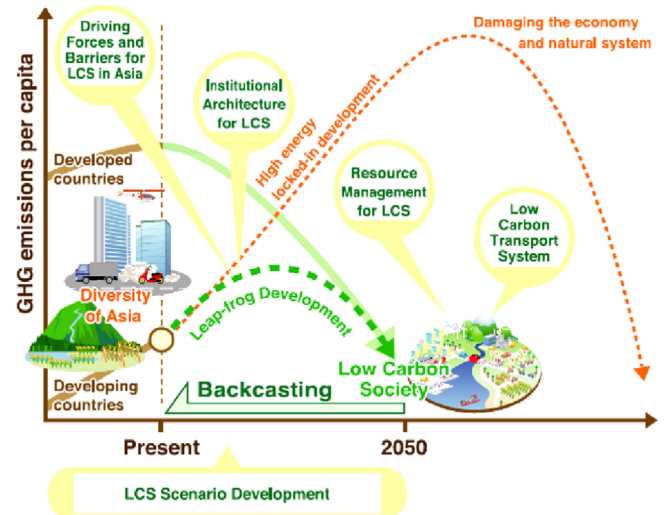 Damaging the economy
and natural system
Driving
Forces and
Barriers for
LCS in Asia
Institutional
Architecture
for LCS
High energy
locked-in development
GHG emissions per capita
Developed
countries
Resource
Management
for LCS
Low
Carbon
Transport
System
Diversity
of Asia
Leap-frog Development
Low Carbon
Society
Developing
countries
Backcasting
Present
2050
LCS Scenario Development